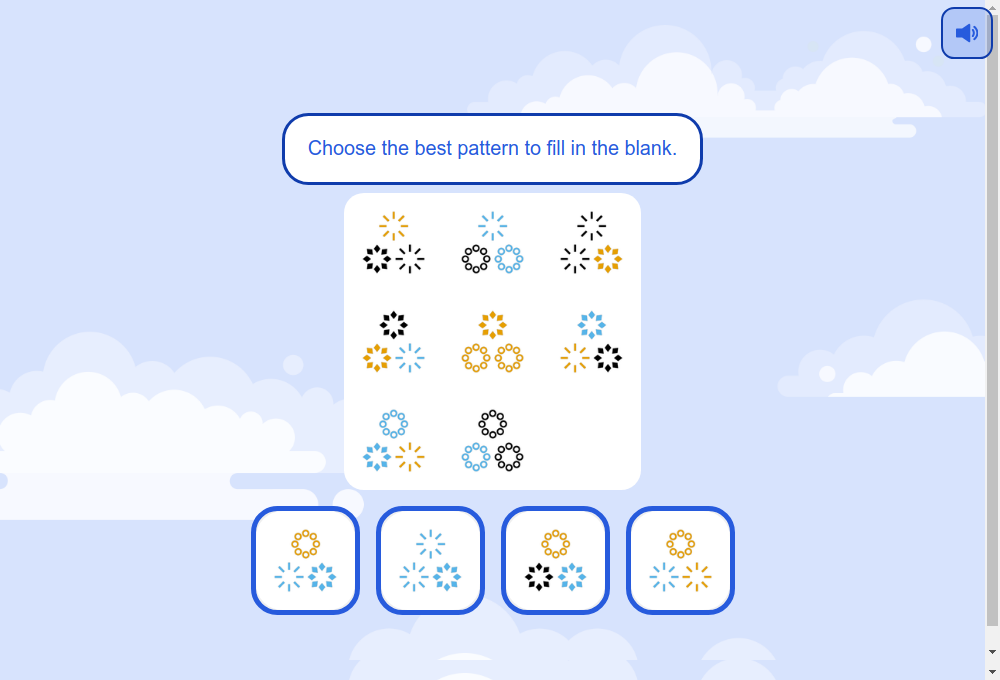 Choose the best pattern to fill in the blank.